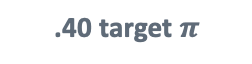 .40 target π